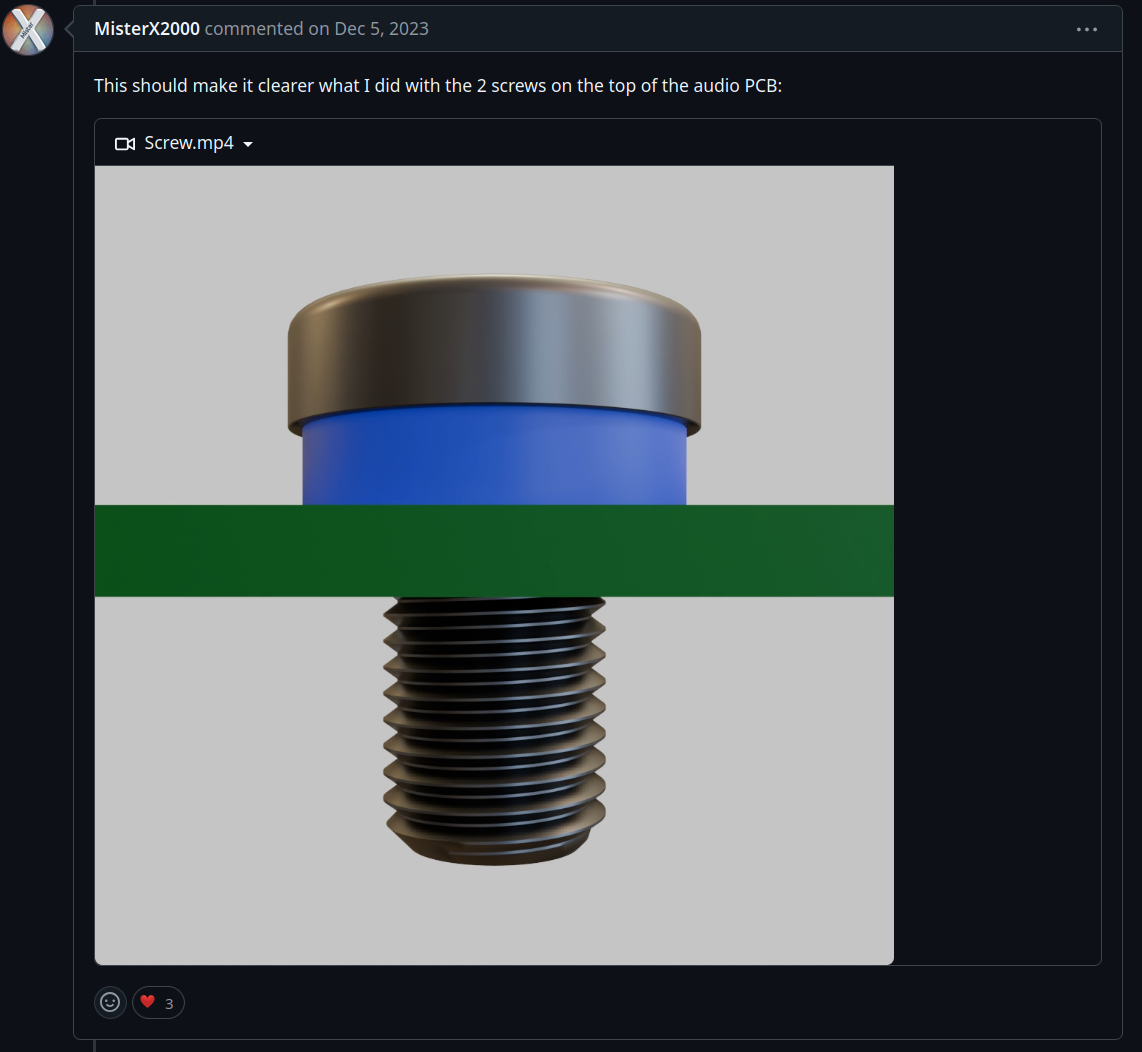 MisterX2000 commented on Dec 5, 2023
This should make it clearer what I did with the 2 screws on the top of the audio PCB:
Screw.mp4
3